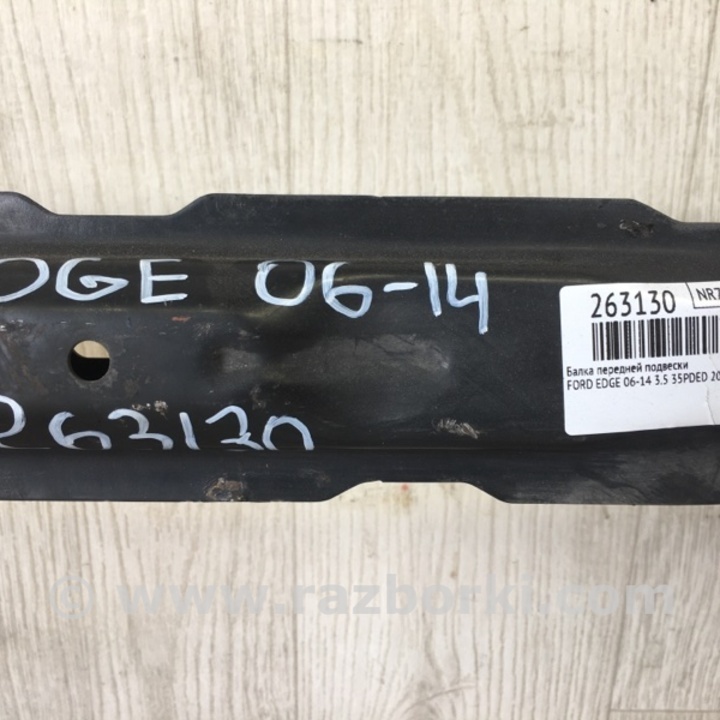 DGE 06-14
263130
263130 NR7
Балка передней подвески
FORD EDGE 06-14 3.5 35PDED 20
© www.razborki.com